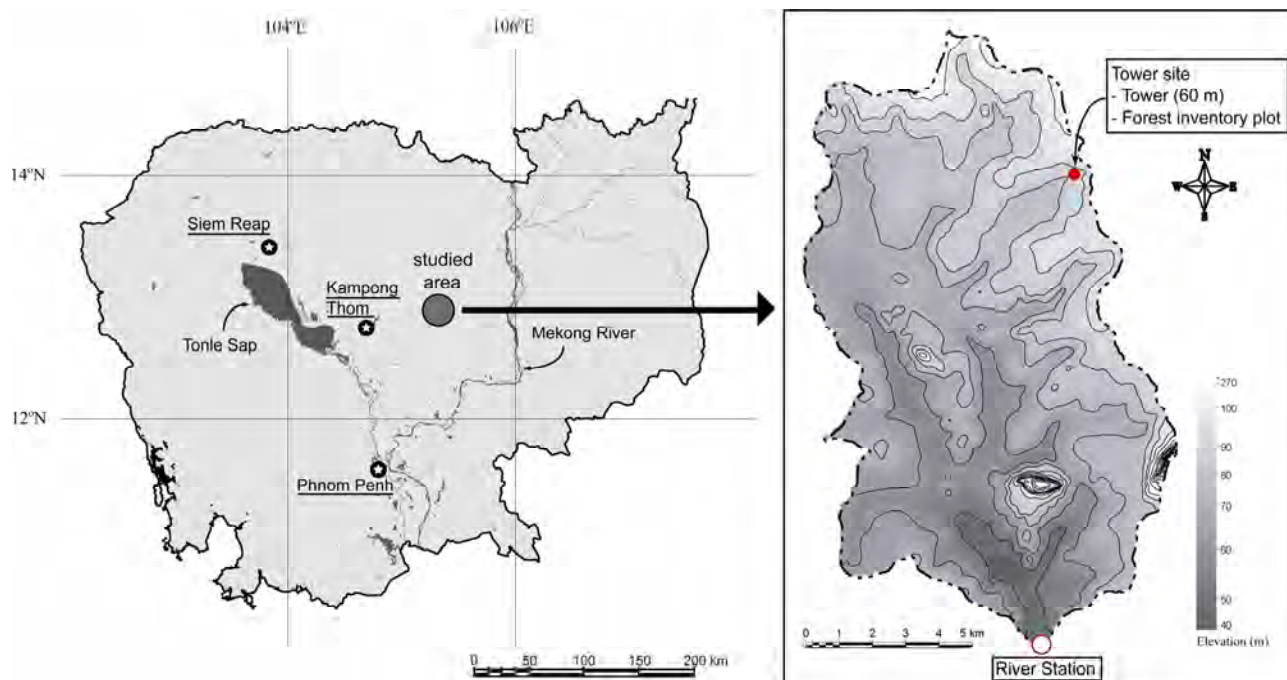 104°E
106°E
14°N
12°N
Siem Reap
Kampong
Thom
studied
area
Tonle Sap
Mekong River
Phnom Penh
0 50 100 150 200 km
Tower site
- Tower (60 m)
- Forest inventory plot
N
W E
S
270
100
90
80
70
60
50
40
Elevation (m)
0 1 2 3 4 5 km
River Station